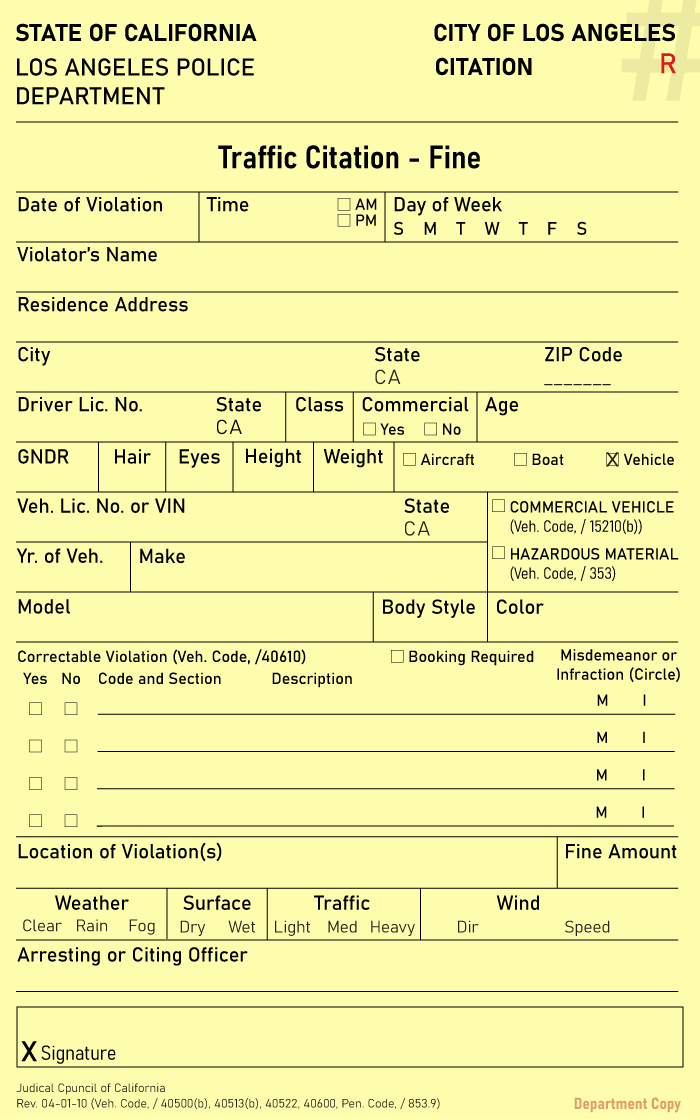 STATE OF CALIFORNIA CITY OF LOS ANGELES
LOS ANGELES POLICE CITATION R
DEPARTMENT
#
Traffic Citation - Fine
Date of Violation Time AM Day of Week
PM S M T W T F S
Violator's Name
Residence Address
City State ZIP Code
CA _______
Driver Lic. No. State Class Commercial Age
CA Yes No
GNDR Hair Eyes Height Weight Aircraft Boat X Vehicle
Veh. Lic. No. or VIN State COMMERCIAL VEHICLE
CA (Veh. Code, / 15210(b))
Yr. of Veh. Make HAZARDOUS MATERIAL
(Veh. Code, / 353)
Model Body Style Color
Correctable Violation (Veh. Code, /40610) Booking Required Misdemeanor or
Yes No Code and Section Description Infraction (Circle)
M I
M I
M I
M I
Location of Violation(s) Fine Amount
Weather Surface Traffic Wind
Clear Rain Fog Dry Wet Light Med Heavy Dir Speed
Arresting or Citing Officer
X Signature
Judical Cpuncil of California
Rev. 04-01-10 (Veh. Code, / 40500(b), 40513(b), 40522, 40600, Pen. Code, / 853.9) Department Copy